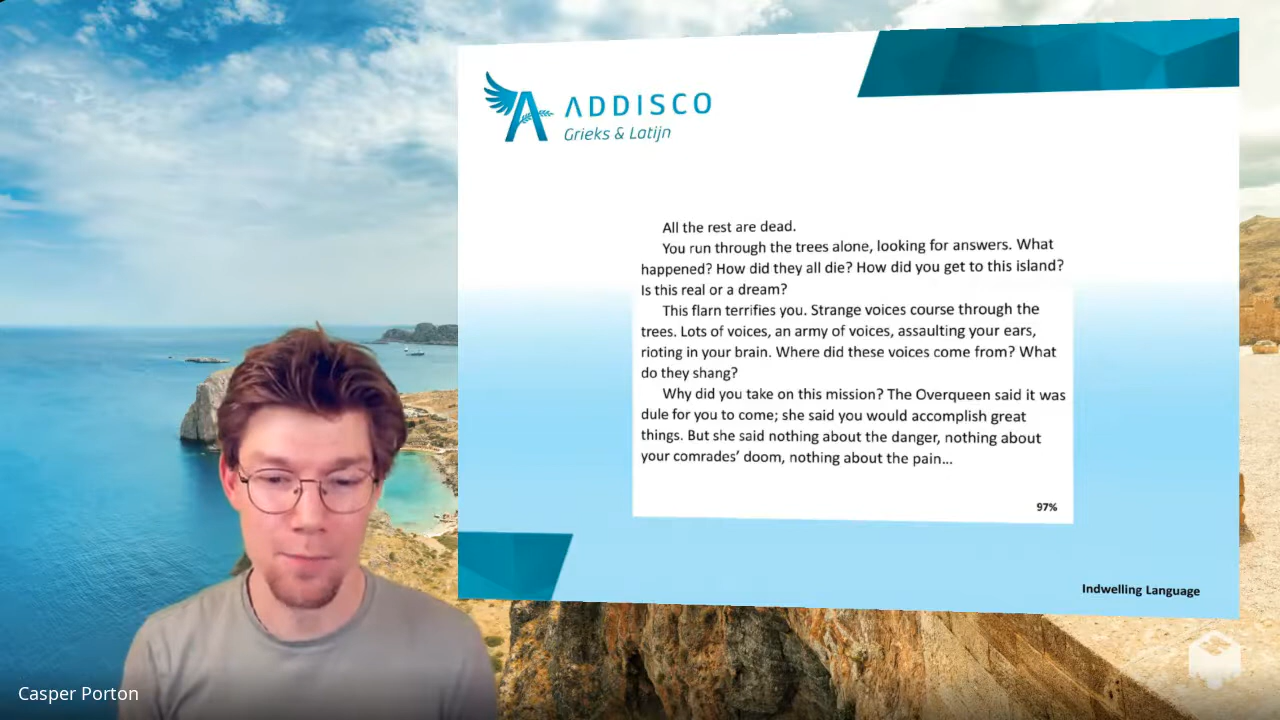 ADDISCO
Grieks & Latijn
All the rest are dead.
You run through the trees alone, looking for answers. What
happened? How did they all die? How did you get to this island?
Is this real or a dream?
This flarn terrifies you. Strange voices course through the
trees. Lots of voices, an army of voices, assaulting your ears,
rioting in your brain. Where did these voices come from? What
do they shang?
Why did you take on this mission? The Overqueen said it was
dule for you to come; she said you would accomplish great
things. But she said nothing about the danger, nothing about
your comrades’ doom, nothing about the pain...
97%
Indwelling Language
Casper Porton